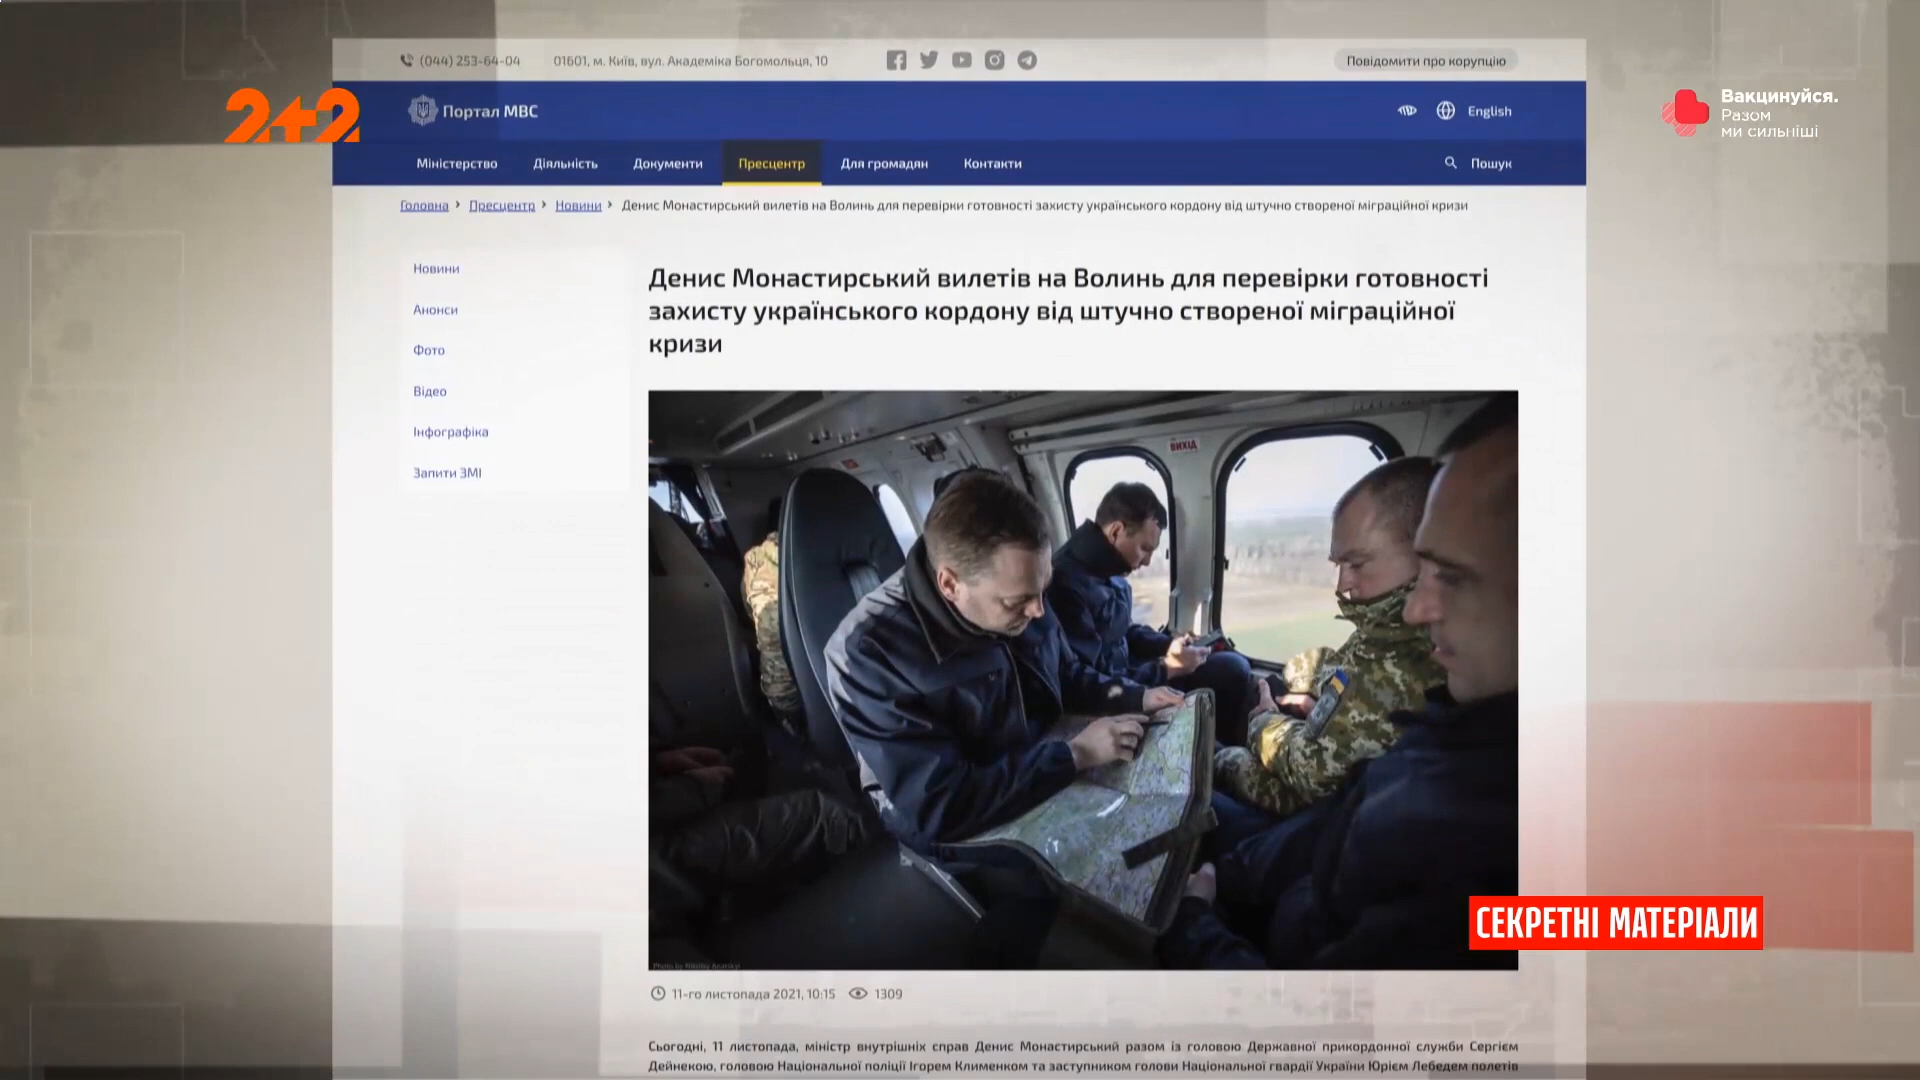 (044) 253-64-04 01601, м. Київ, вул. Академіка Богомольця, 10 Повідомити про корупцію
2+2
Портал МВС English
Вакцинуйся.
Разом
ми сильніші
Міністерство Діяльність Документи Пресцентр Для громадян Контакти Пошук
Головна Пресцентр Новини Денис Монастирський вилетів на Волинь для перевірки готовності захисту українського кордону від штучно створеної міграційної кризи
Новини
Анонси
Фото
Відео
Інфографіка
Запити ЗМІ
Денис Монастирський вилетів на Волинь для перевірки готовності
захисту українського кордону від штучно створеної міграційної
кризи
ВИХІД
СЕКРЕТНІ МАТЕРІАЛИ
11-го листопада 2021, 10:15 1309
Сьогодні, 11 листопада, міністр внутрішніх справ Денис Монастирський разом із головою Державної прикордонної служби Сергієм
Дейнекою, головою Національної поліції Ігорем Клименком та заступником голови Національної гвардії України Юрієм Лебедем полетів